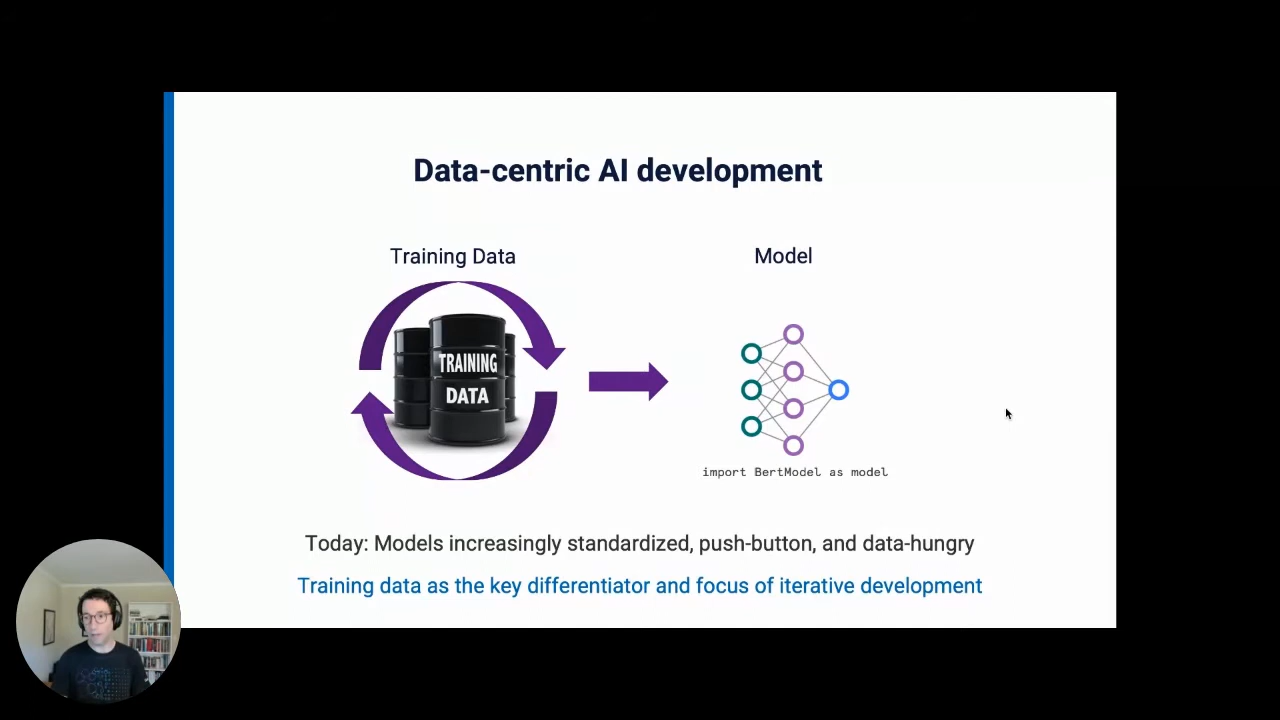 Data-centric AI development
Training Data
Model
TRAINING
DATA
import BertModel as model
Today: Models increasingly standardized, push-button, and data-hungry
Training data as the key differentiator and focus of iterative development